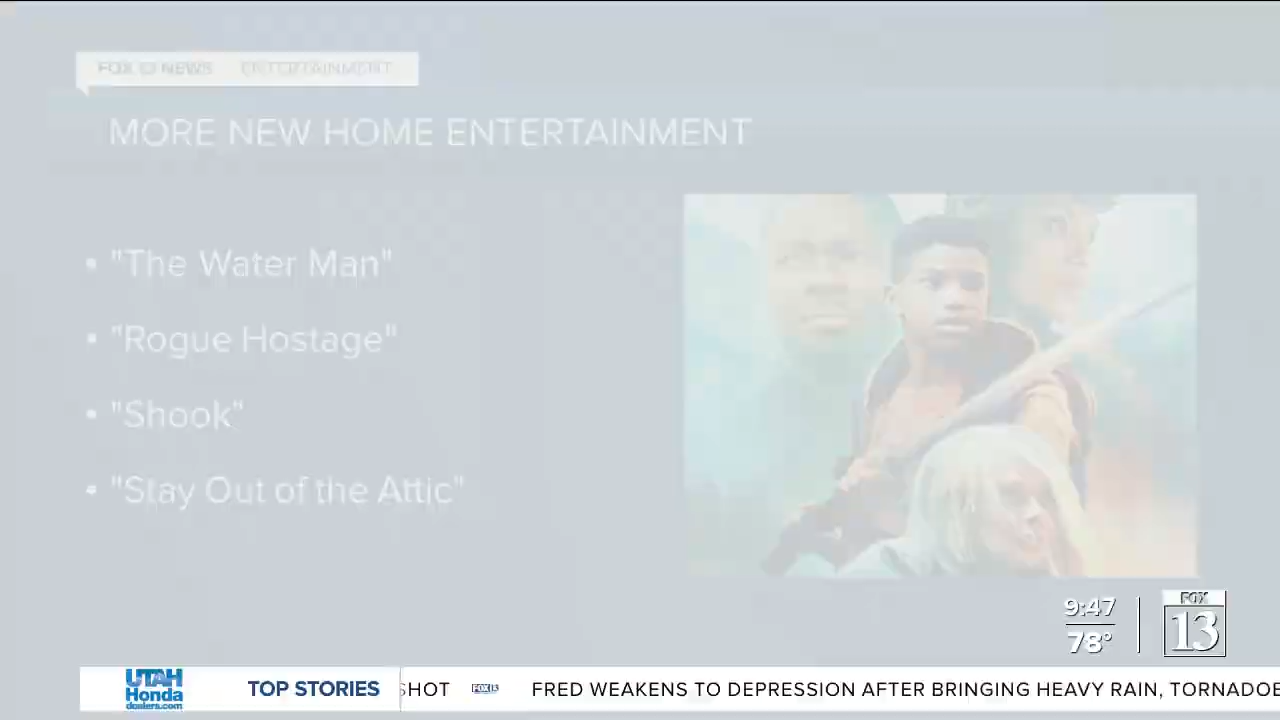 FOX 13 NEWS ENTERTAINMENT
MORE NEW HOME ENTERTAINMENT
• "The Water Man"
• "Rogue Hostage"
• "Shook"
• "Stay Out of the Attic"
9:47
78°
FOX
13
UTAH
Honda
dealers.com
TOP STORIES
SHOT FOX 13 FRED WEAKENS TO DEPRESSION AFTER BRINGING HEAVY RAIN, TORNADOE